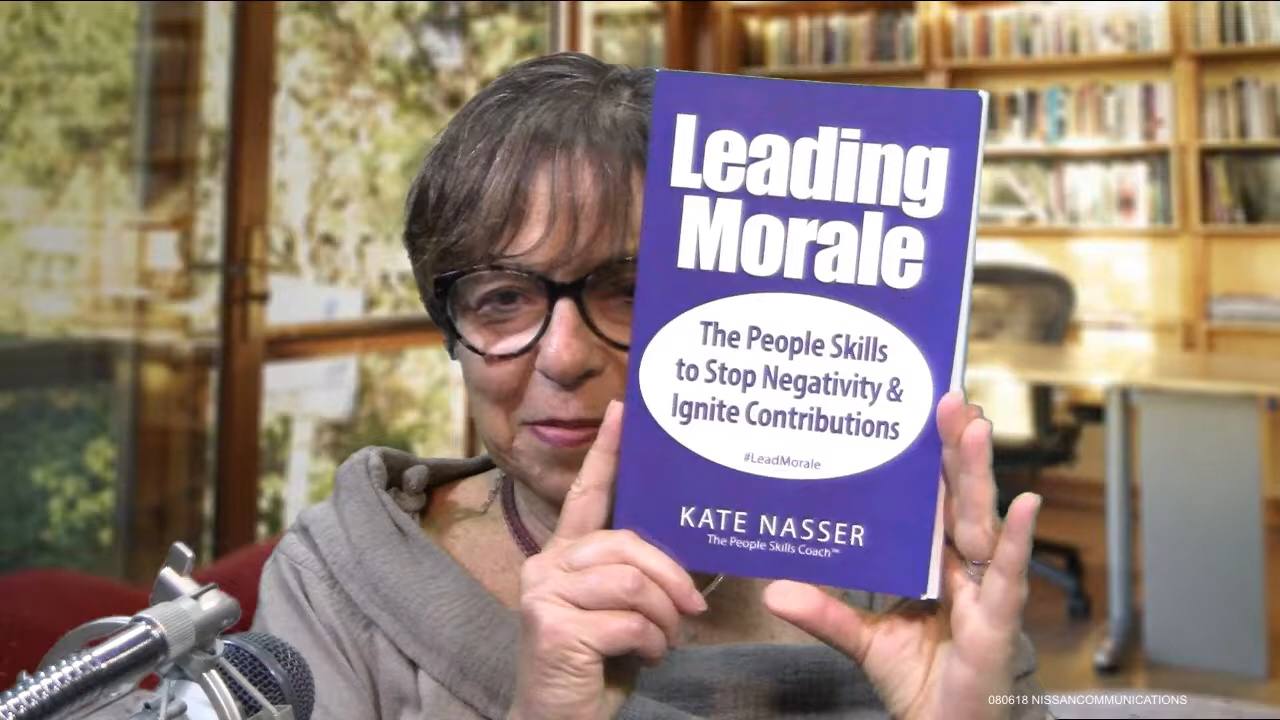 Leading
Morale
The People Skills
to Stop Negativity &
Ignite Contributions
#LeadMorale
KATE NASSER
The People Skills Coach™
080618 NISSANCOMMUNICATIONS